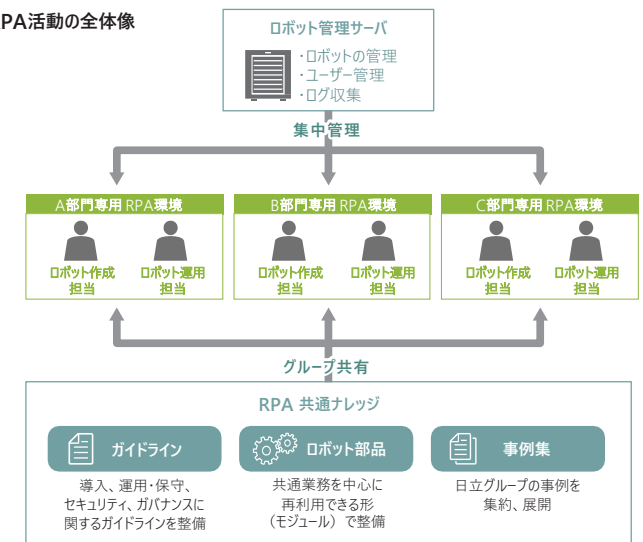 PA活動の全体像
ロボット管理サーバ
・ロボットの管理
・ユーザー管理
・ログ収集
集中管理
A部門専用 RPA環境
B部門専用 RPA環境
C部門専用 RPA環境
ロボット作成
担当
ロボット運用
担当
ロボット作成
担当
ロボット運用
担当
ロボット作成
担当
ロボット運用
担当
グループ共有
RPA 共通ナレッジ
ガイドライン
導入、運用・保守、
セキュリティ、ガバナンスに
関するガイドラインを整備
ロボット部品
共通業務を中心に
再利用できる形
（モジュール）で整備
事例集
日立グループの事例を
集約、展開